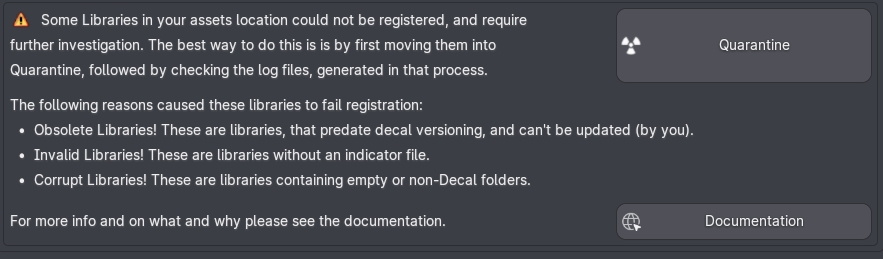 Some Libraries in your assets location could not be registered, and require
further investigation. The best way to do this is is by first moving them into
Quarantine, followed by checking the log files, generated in that process.
Quarantine
The following reasons caused these libraries to fail registration:
• Obsolete Libraries! These are libraries, that predate decal versioning, and can't be updated (by you).
• Invalid Libraries! These are libraries without an indicator file.
• Corrupt Libraries! These are libraries containing empty or non-Decal folders.
For more info and on what and why please see the documentation.
Documentation